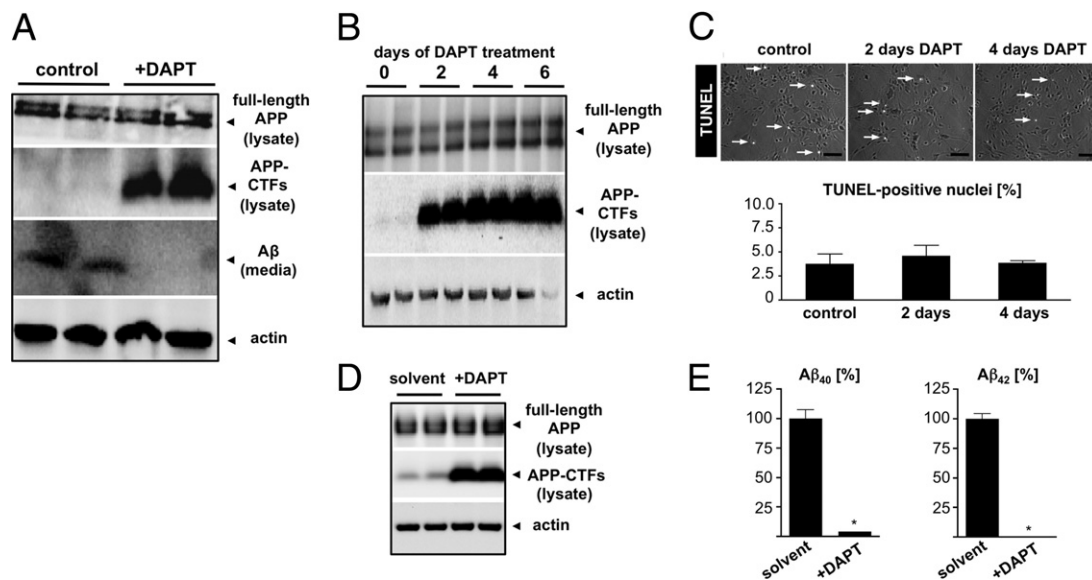 A
control +DAPT
full-length
APP
(lysate)
APP-
CTFs
(lysate)
Aβ
(media)
actin
B
days of DAPT treatment
0 2 4 6
full-length
APP
(lysate)
APP-
CTFs
(lysate)
actin
C
control 2 days DAPT 4 days DAPT
TUNEL
TUNEL-positive nuclei [%]
10.0
7.5
5.0
2.5
0
control 2 days 4 days
D
solvent +DAPT
full-length
APP
(lysate)
APP-CTFs
(lysate)
actin
E
Aβ40 [%]
125
100
75
50
25
0
*
solvent +DAPT
Aβ42 [%]
125
100
75
50
25
0
*
solvent +DAPT